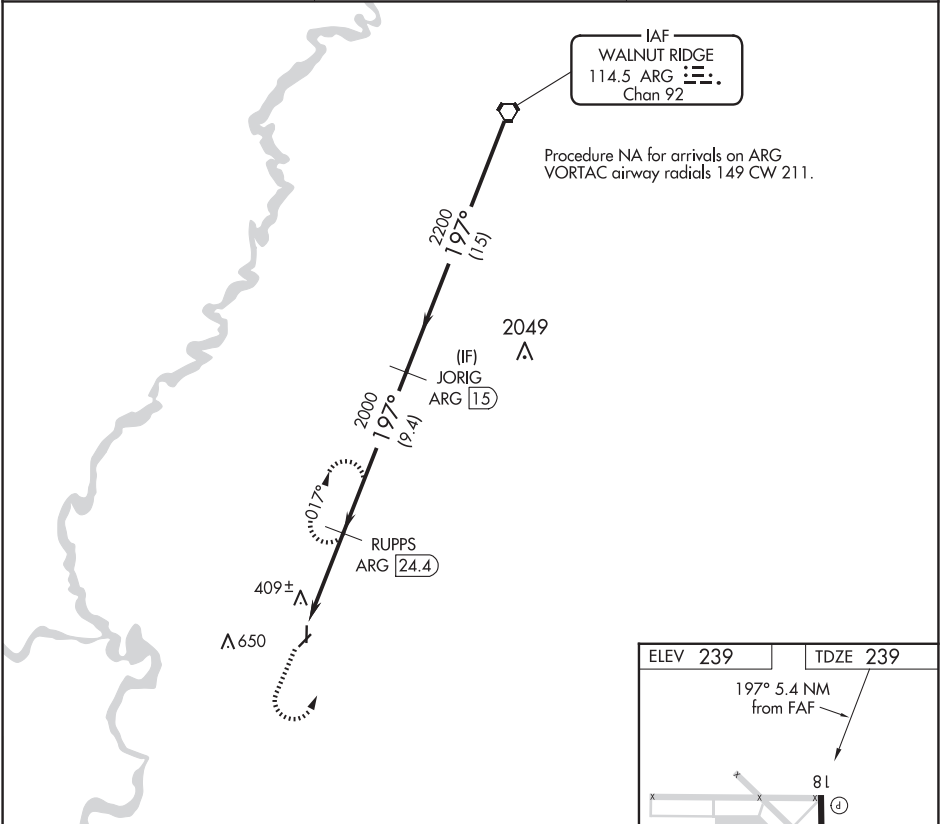 IAF
WALNUT RIDGE
114.5 ARG
Chan 92
Procedure NA for arrivals on ARG
VORTAC airway radials 149 CW 211.
2200
197°
(15)
2049
(IF)
JORIG
ARG 15
2000
197°
(9.4)
017°
RUPPS
ARG 24.4
409±
650
ELEV 239
TDZE 239
197° 5.4 NM
from FAF
18
P